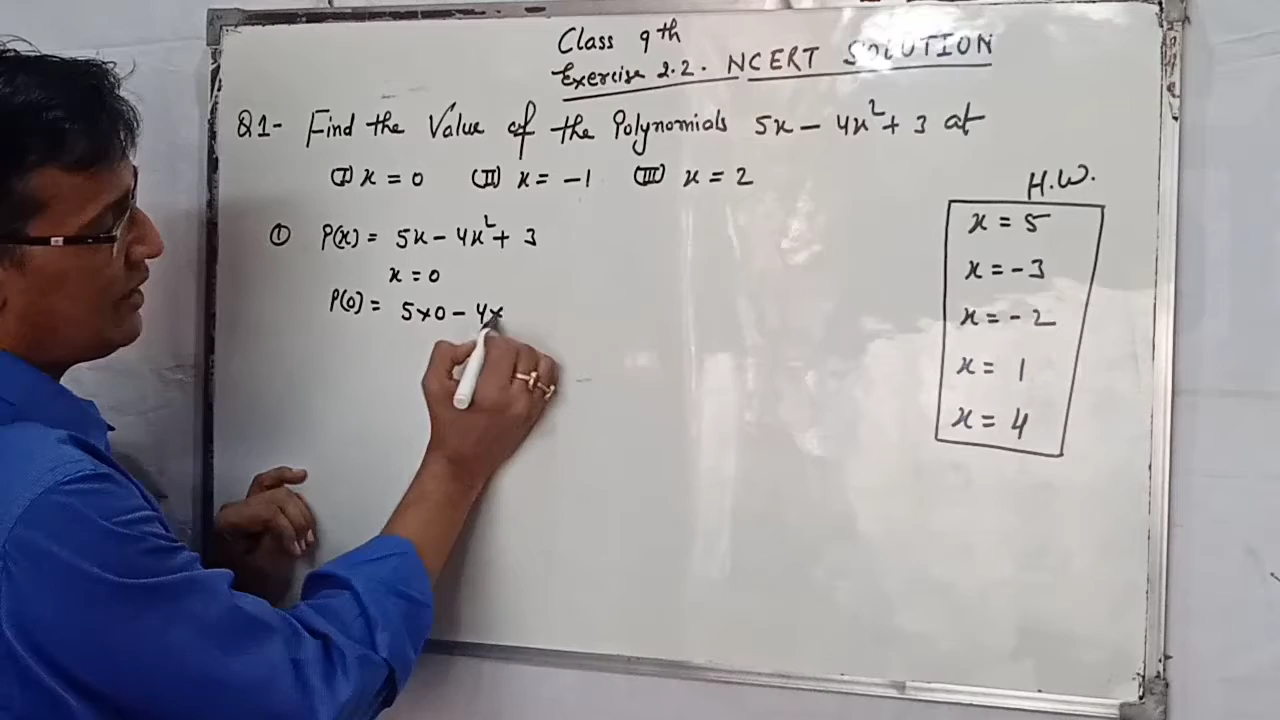 Class 9th
Exercise 2.2. NCERT SOLUTION
Q1- Find the Value of the Polynomials 5x - 4x² + 3 at
(I) x = 0 (II) x = -1 (III) x = 2
① P(x) = 5x - 4x² + 3
x = 0
P(0) = 5×0 - 4×
H.W.
x = 5
x = -3
x = -2
x = 1
x = 4